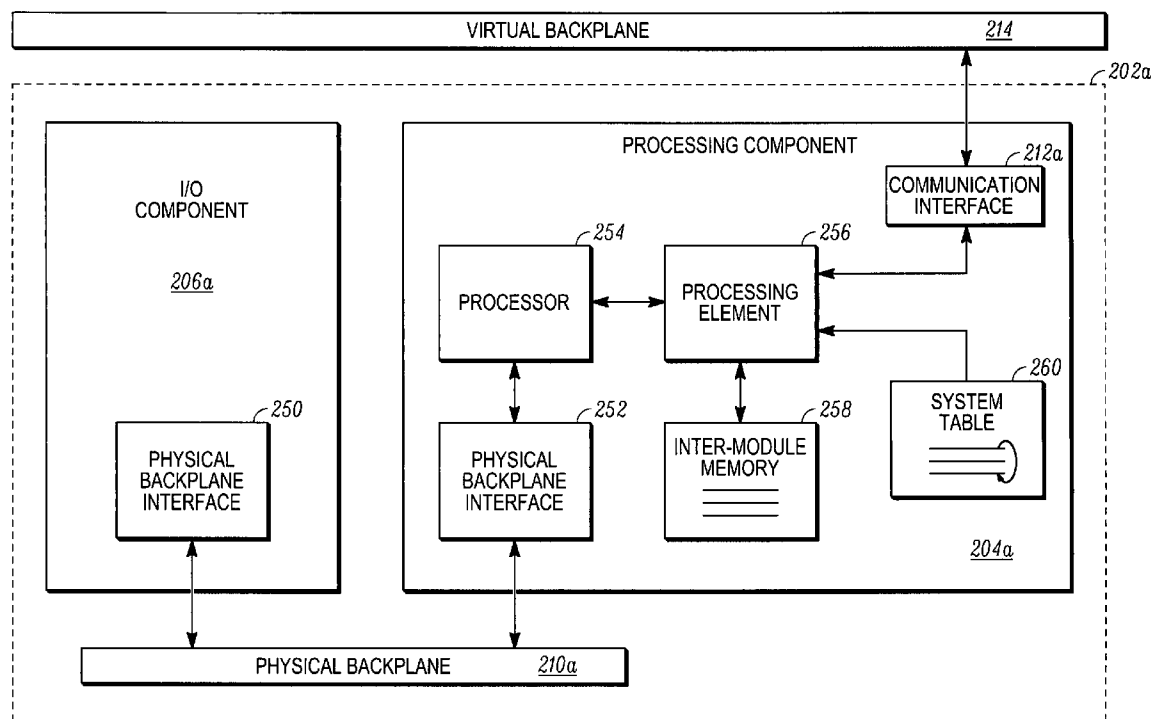 VIRTUAL BACKPLANE 214
202a
I/O
COMPONENT
206a
250
PHYSICAL
BACKPLANE
INTERFACE
PROCESSING COMPONENT
212a
COMMUNICATION
INTERFACE
254
PROCESSOR
256
PROCESSING
ELEMENT
252
PHYSICAL
BACKPLANE
INTERFACE
258
INTER-MODULE
MEMORY
260
SYSTEM
TABLE
204a
PHYSICAL BACKPLANE 210a